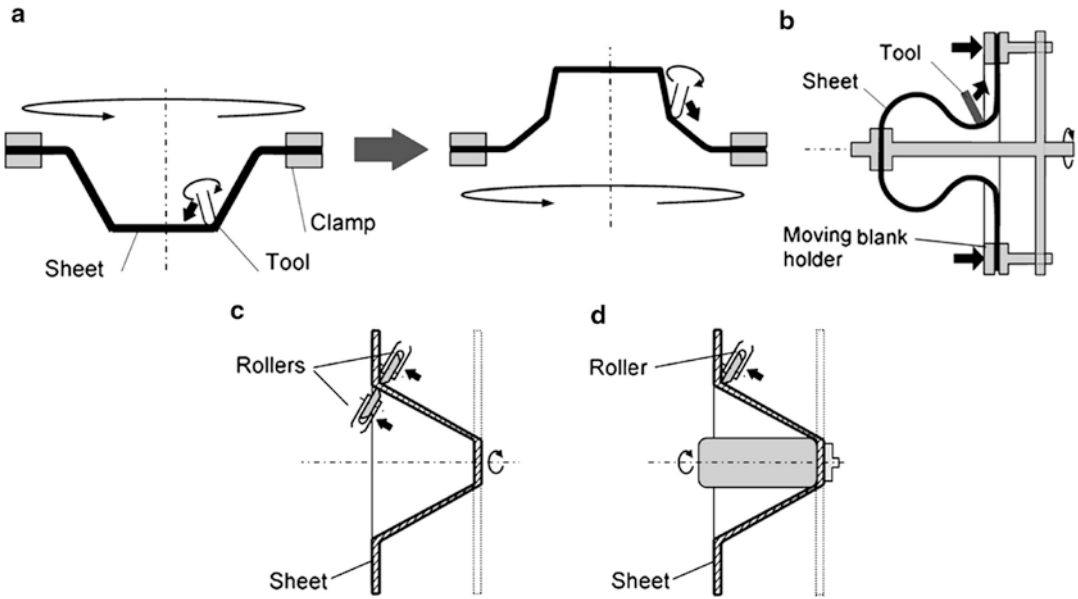 a
Clamp
Sheet
Tool
b
Tool
Sheet
Moving blank
holder
c
Rollers
Sheet
d
Roller
Sheet